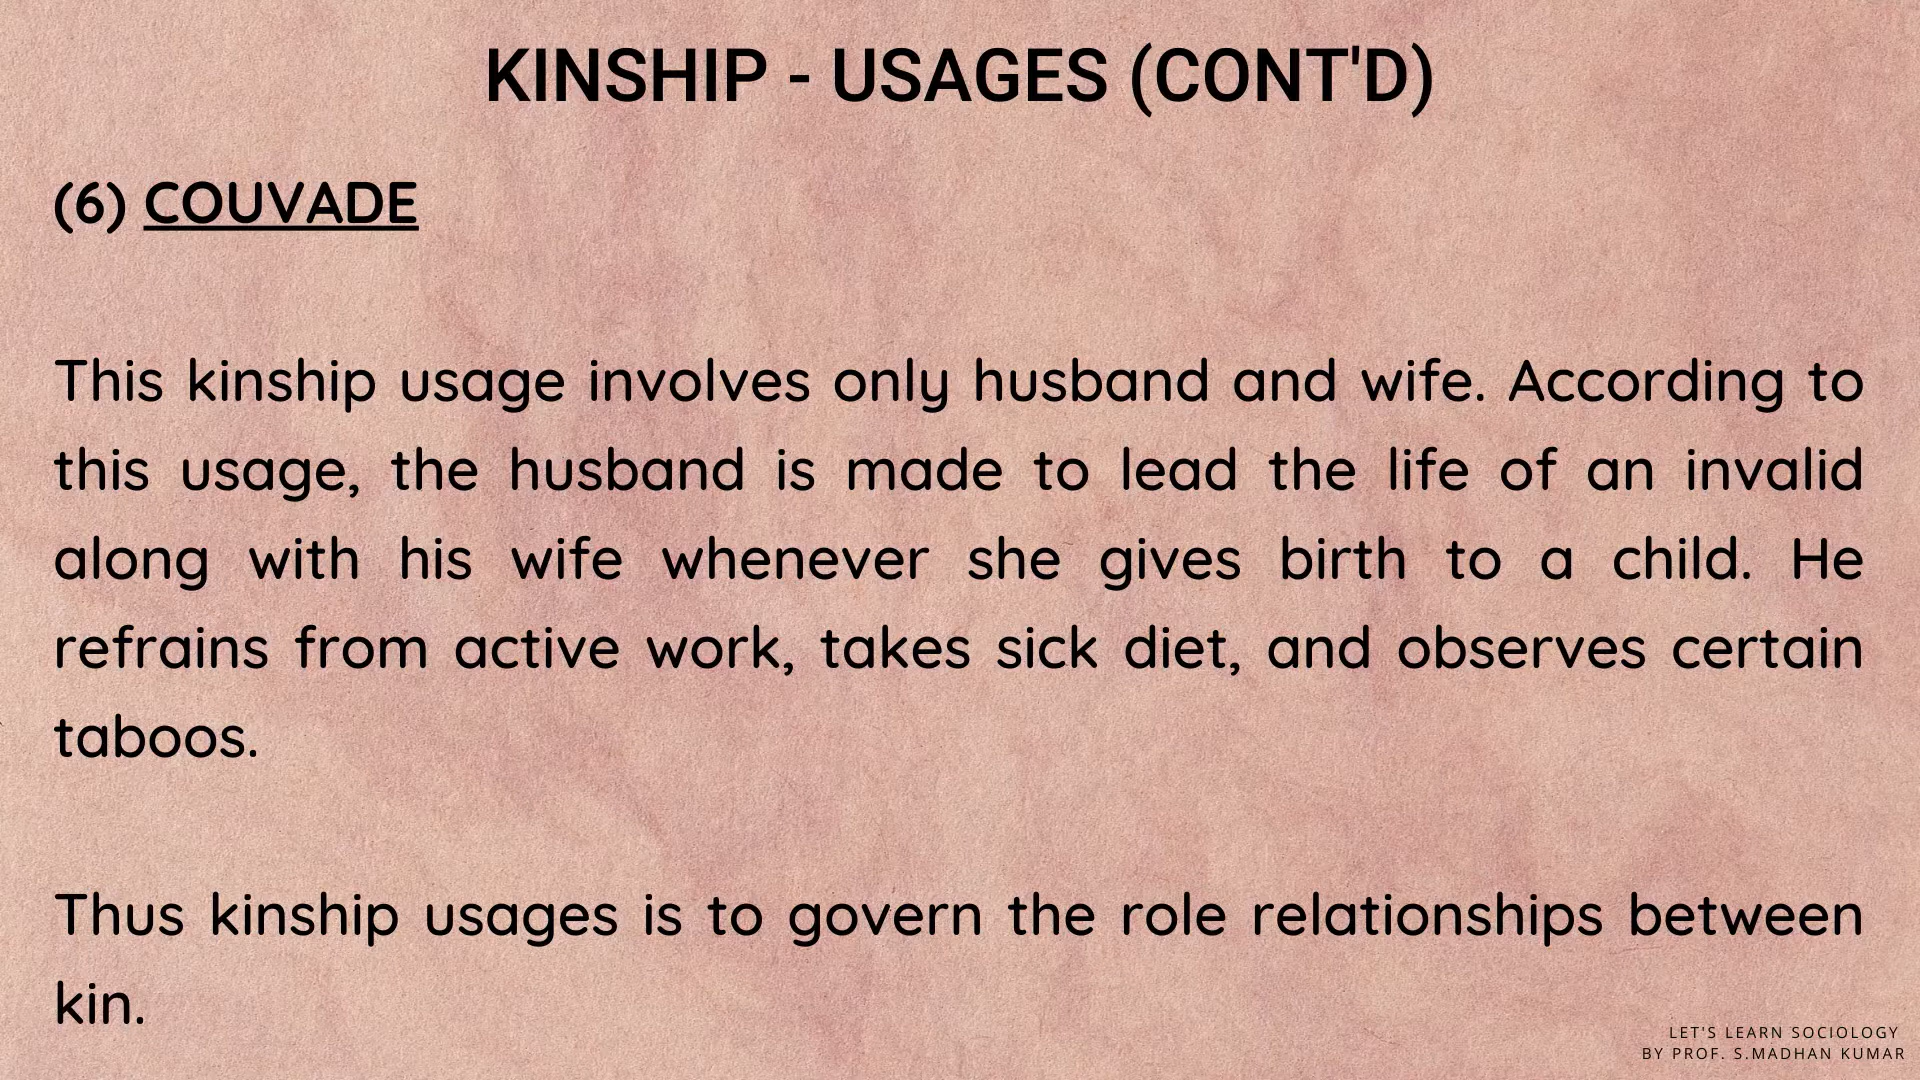 KINSHIP - USAGES (CONT'D)
(6) COUVADE
This kinship usage involves only husband and wife. According to
this usage, the husband is made to lead the life of an invalid
along with his wife whenever she gives birth to a child. He
refrains from active work, takes sick diet, and observes certain
taboos.
Thus kinship usages is to govern the role relationships between
kin.
LET'S LEARN SOCIOLOGY
BY PROF. S.MADHAN KUMAR